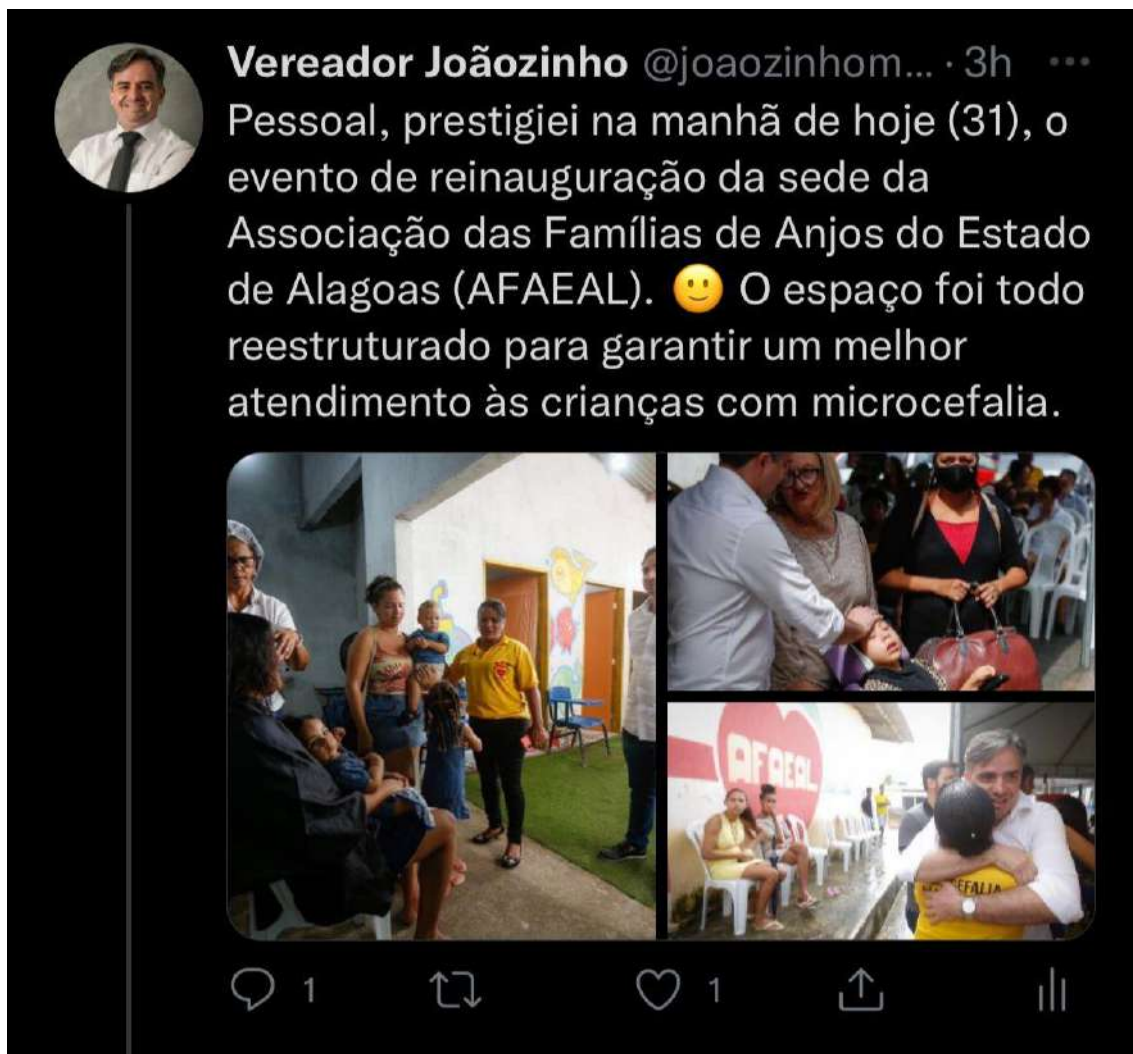 Vereador Joãozinho @joaozinhom... · 3h
Pessoal, prestigiei na manhã de hoje (31), o
evento de reinauguração da sede da
Associação das Famílias de Anjos do Estado
de Alagoas (AFAEAL). 🙂 O espaço foi todo
reestruturado para garantir um melhor
atendimento às crianças com microcefalia.
AFAEAL
EFALIA
1
1